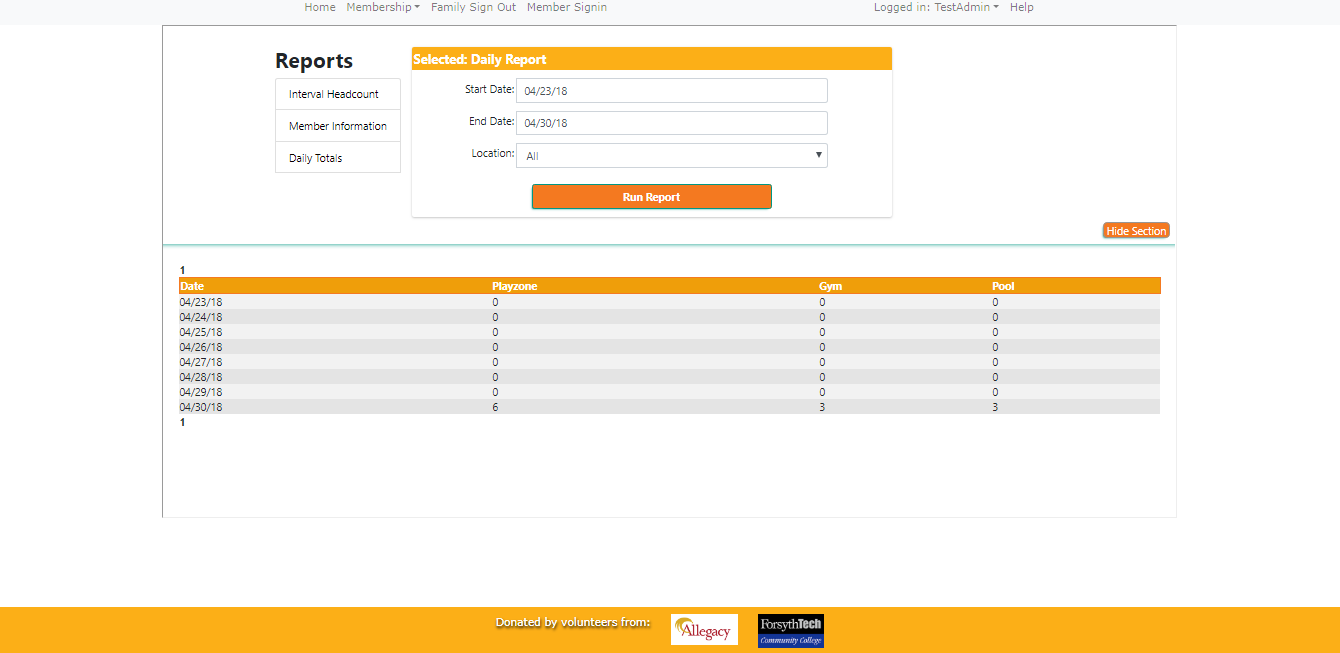 Home Membership Family Sign Out Member Signin Logged in: TestAdmin Help
Reports
Interval Headcount
Member Information
Daily Totals
Selected: Daily Report
Start Date: 04/23/18
End Date: 04/30/18
Location: All
Run Report
Hide Section
1
Date Playzone Gym Pool
04/23/18 0 0 0
04/24/18 0 0 0
04/25/18 0 0 0
04/26/18 0 0 0
04/27/18 0 0 0
04/28/18 0 0 0
04/29/18 0 0 0
04/30/18 6 3 3
1
Donated by volunteers from:
Allegacy
ForsythTech
Community College